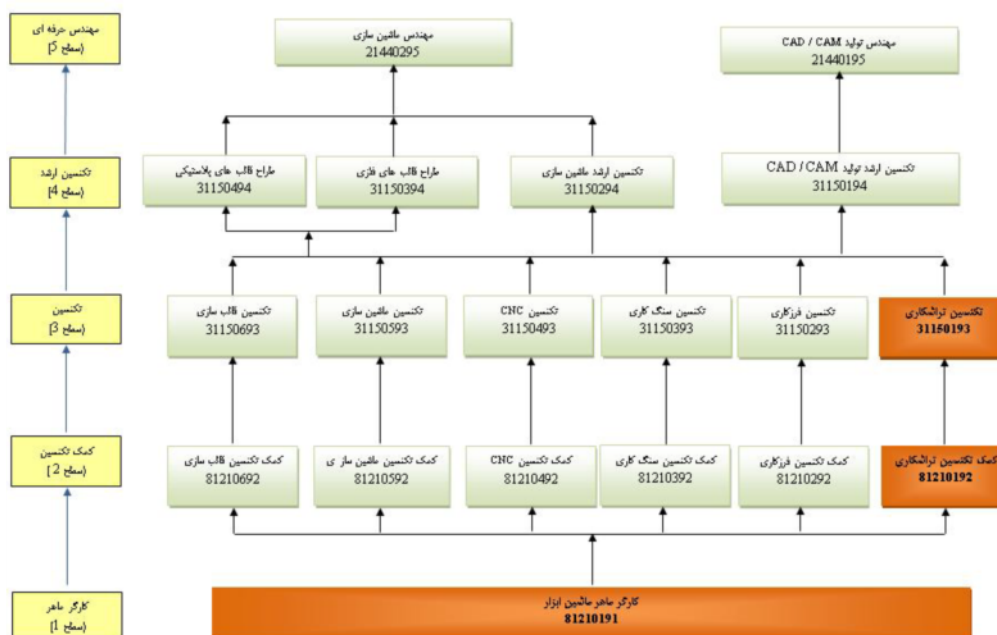 مهندس حرفه ای
(سطح 5]
مهندس ماشین سازی
21440295
مهندس تولید CAD / CAM
21440195
تکنسین ارشد
(سطح 4]
طراح قالب های پلاستیکی
31150494
طراح قالب های فلزی
31150394
تکنسین ارشد ماشین سازی
31150294
تکنسین ارشد تولید CAD / CAM
31150194
تکنسین
(سطح 3]
تکنسین قالب سازی
31150693
تکنسین ماشین سازی
31150593
تکنسین CNC
31150493
تکنسین سنگ کاری
31150393
تکنسین فرزکاری
31150293
تکنسین تراشکاری
31150193
کمک تکنسین
(سطح 2]
کمک تکنسین قالب سازی
81210692
کمک تکنسین ماشین ساز ی
81210592
کمک تکنسین CNC
81210492
کمک تکنسین سنگ کاری
81210392
کمک تکنسین فرزکاری
81210292
کمک تکنسین تراشکاری
81210192
کارگر ماهر
(سطح 1]
کارگر ماهر ماشین ابزار
81210191